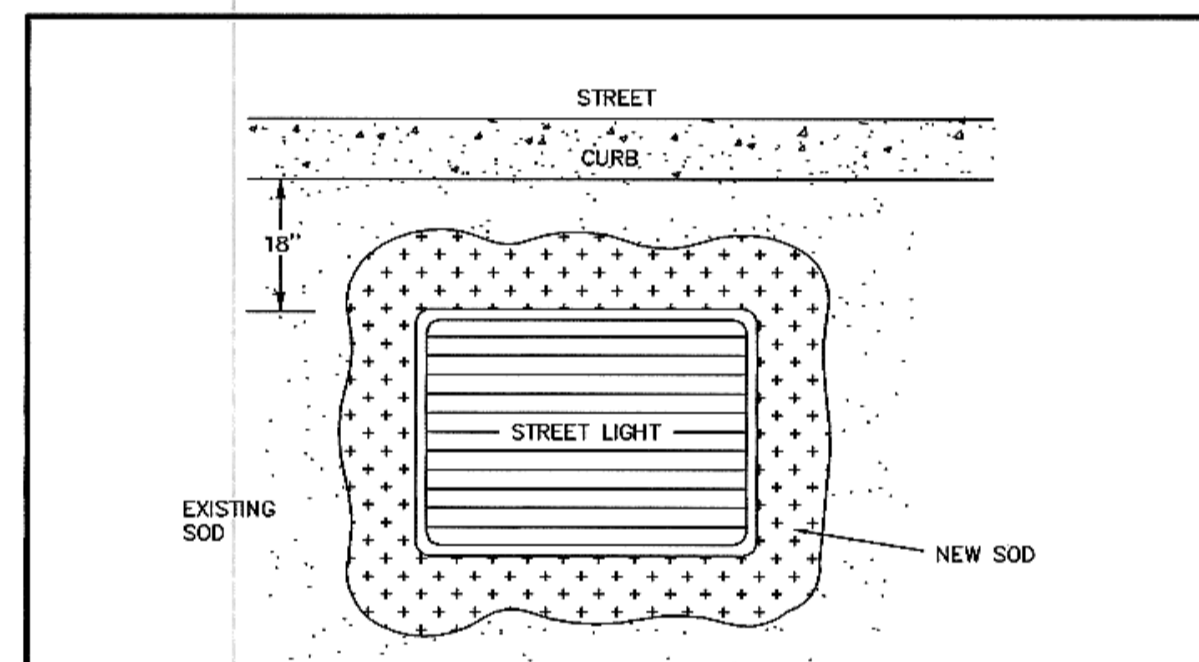 STREET
CURB
18"
STREET LIGHT
EXISTING
SOD
NEW SOD